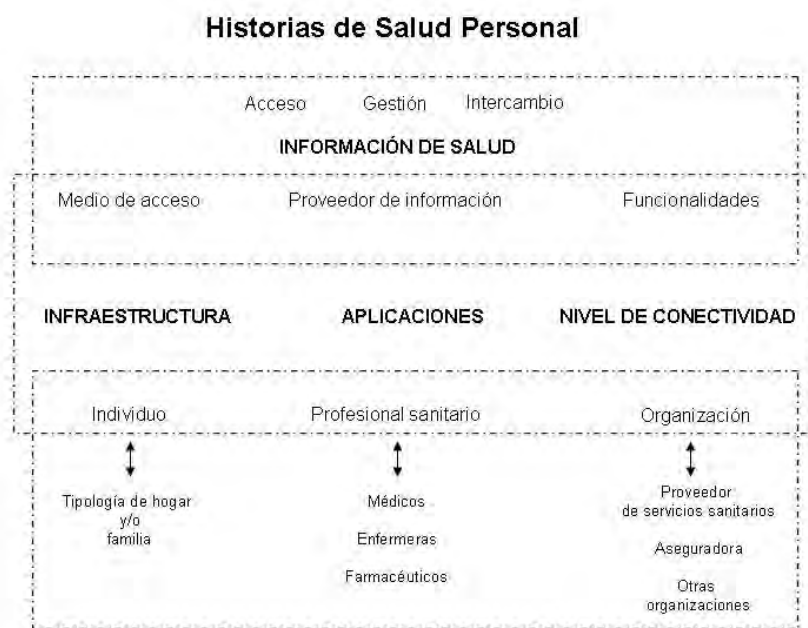 Historias de Salud Personal
Acceso Gestión Intercambio
INFORMACIÓN DE SALUD
Medio de acceso Proveedor de información Funcionalidades
INFRAESTRUCTURA APLICACIONES NIVEL DE CONECTIVIDAD
Individuo Profesional sanitario Organización
Tipología de hogar
y/o
familia
Médicos
Enfermeras
Farmacéuticos
Proveedor
de servicios sanitarios
Aseguradora
Otras
organizaciones